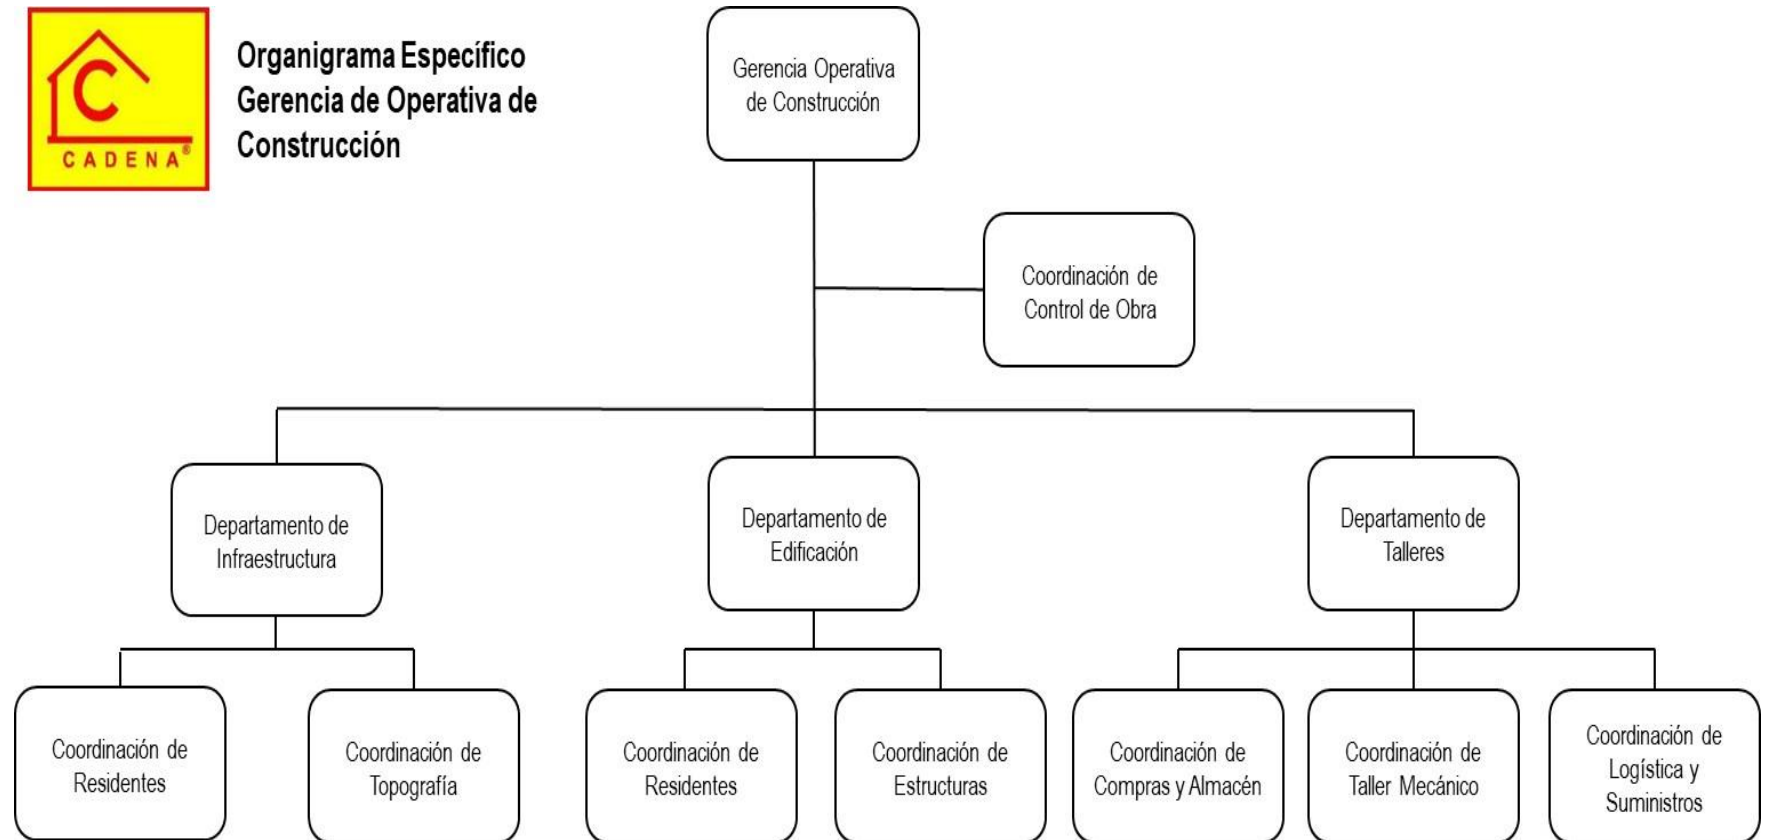 C
CADENA®
Organigrama Específico
Gerencia de Operativa de
Construcción
Gerencia Operativa
de Construcción
Coordinación de
Control de Obra
Departamento de
Infraestructura
Departamento de
Edificación
Departamento de
Talleres
Coordinación de
Residentes
Coordinación de
Topografía
Coordinación de
Residentes
Coordinación de
Estructuras
Coordinación de
Compras y Almacén
Coordinación de
Taller Mecánico
Coordinación de
Logística y
Suministros